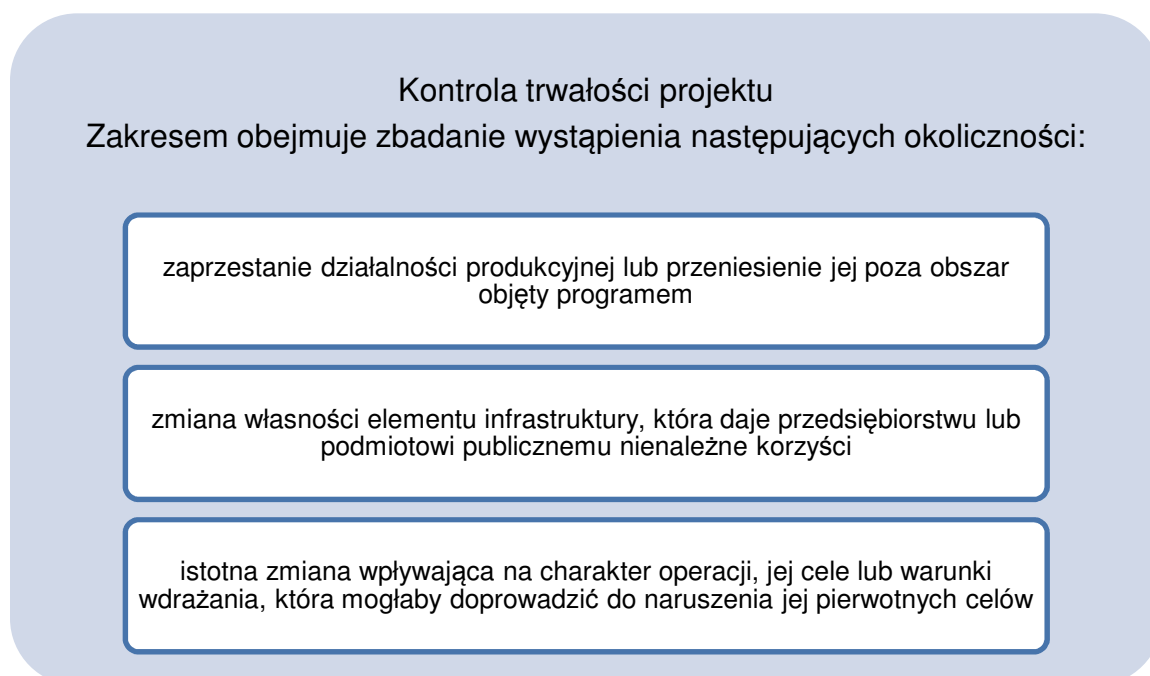 Kontrola trwałości projektu
Zakresem obejmuje zbadanie wystąpienia następujących okoliczności:
zaprzestanie działalności produkcyjnej lub przeniesienie jej poza obszar
objęty programem
zmiana własności elementu infrastruktury, która daje przedsiębiorstwu lub
podmiotowi publicznemu nienależne korzyści
istotna zmiana wpływająca na charakter operacji, jej cele lub warunki
wdrażania, która mogłaby doprowadzić do naruszenia jej pierwotnych celów